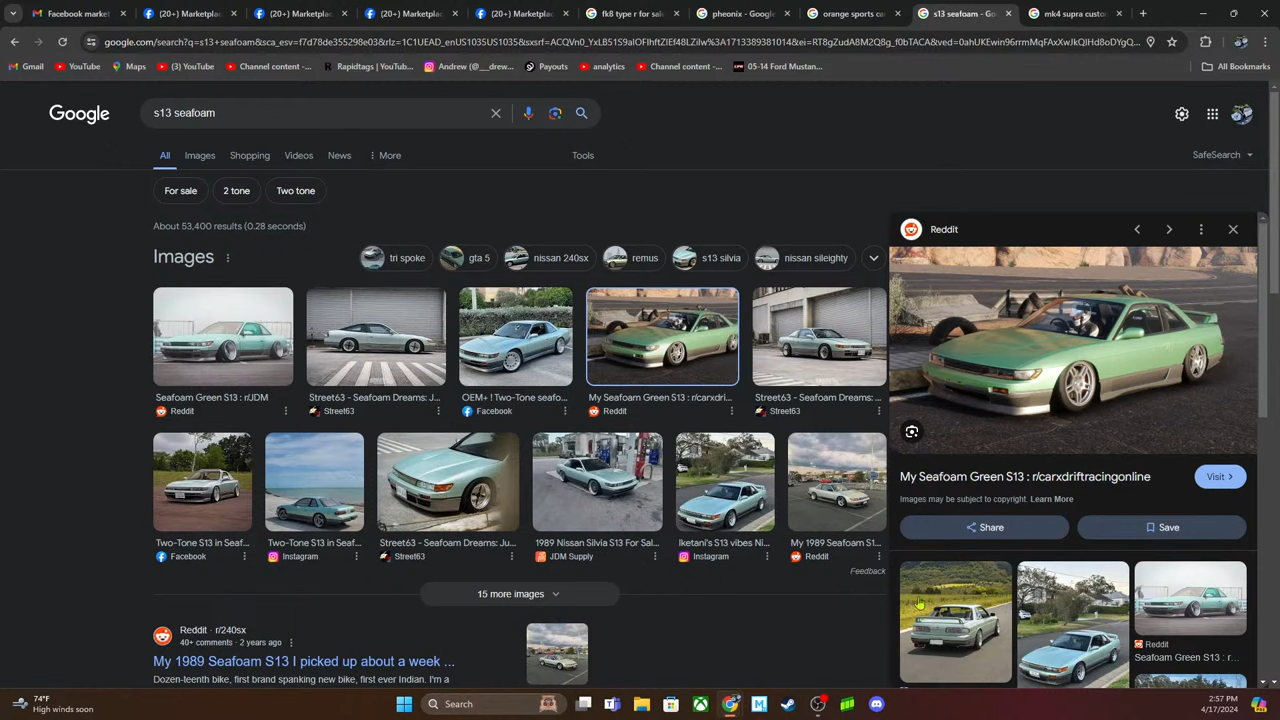 Facebook market
(20+) Marketplac
(20+) Marketplac
(20+) Marketplac
(20+) Marketplac
fk8 type r for sal
pheonix - Google
orange sports ca
s13 seafoam - Go
mk4 supra custo
google.com/search?q=s13+seafoam&sca_esv=f7d78de355298e03&rlz=1C1UEAD_enUS1035US1035&sxsrf=
Gmail
YouTube
Maps
(3) YouTube
Channel content -...
Rapidtags | YouTub...
Andrew (@___drew...
Payouts
analytics
Channel content -...
05-14 Ford Mustan...
All Bookmarks
Google
s13 seafoam
All
Images
Shopping
Videos
News
More
Tools
SafeSearch
For sale
2 tone
Two tone
About 53,400 results (0.28 seconds)
Images
tri spoke
gta 5
nissan 240sx
remus
s13 silvia
nissan sileighty
Seafoam Green S13 : r/JDM
Reddit
Street63 - Seafoam Dreams: J...
Street63
OEM+ ! Two-Tone seafo...
Facebook
My Seafoam Green S13 : r/carxdri...
Reddit
Street63 - Seafoam Dreams: ...
Street63
Two-Tone S13 in Seaf...
Facebook
Two-Tone S13 in Seaf...
Instagram
Street63 - Seafoam Dreams: Ju...
Street63
1989 Nissan Silvia S13 For Sal...
JDM Supply
Iketani's S13 vibes Ni...
Instagram
My 1989 Seafoam S1...
Reddit
Feedback
15 more images
Reddit · r/240sx
40+ comments · 2 years ago
My 1989 Seafoam S13 I picked up about a week ...
Dozen-teenth bike, first brand spanking new bike, first ever Indian. I'm a
Reddit
My Seafoam Green S13 : r/carxdriftracingonline
Visit
Images may be subject to copyright. Learn More
Share
Save
Reddit
Seafoam Green S13 : r...
74°F
High winds soon
Search
2:57 PM
4/17/2024